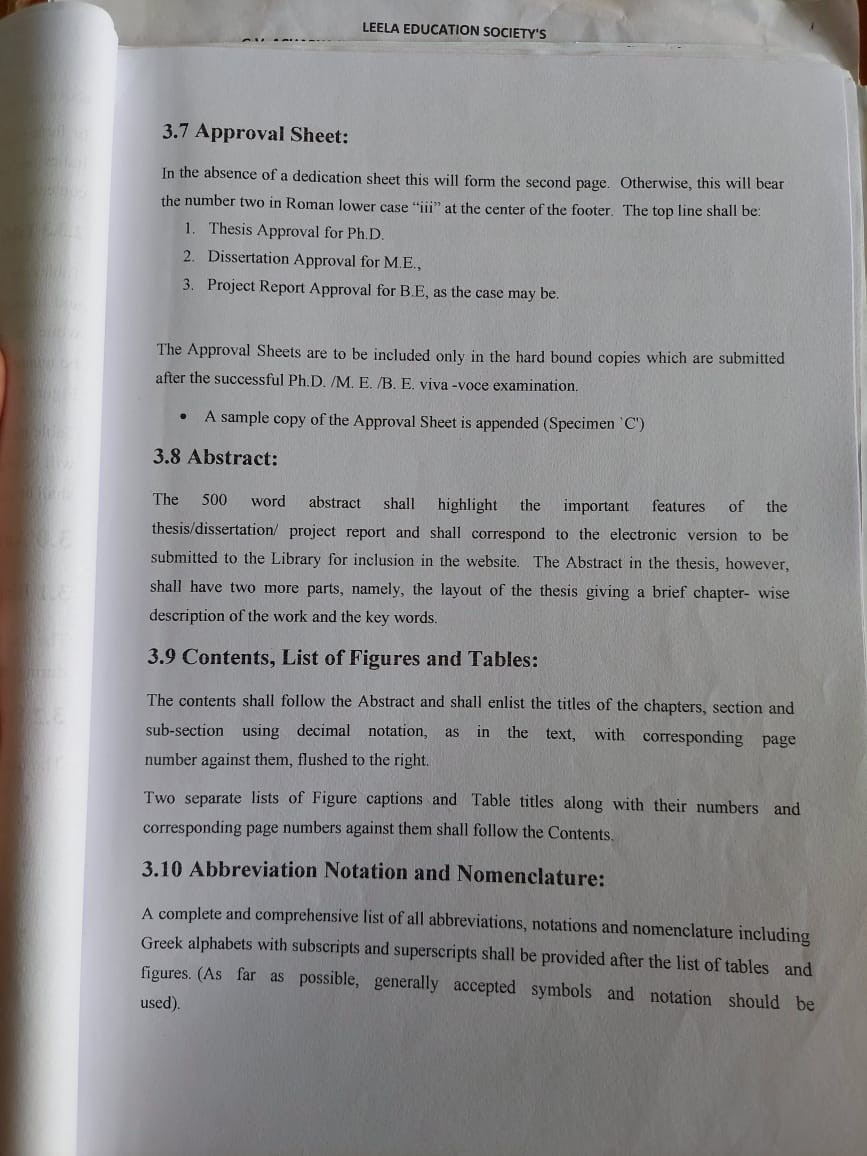 LEELA EDUCATION SOCIETY'S
3.7 Approval Sheet:
In the absence of a dedication sheet this will form the second page. Otherwise, this will bear
the number two in Roman lower case “iii” at the center of the footer. The top line shall be:
1. Thesis Approval for Ph.D.
2. Dissertation Approval for M.E.,
3. Project Report Approval for B.E, as the case may be.
The Approval Sheets are to be included only in the hard bound copies which are submitted
after the successful Ph.D. /M. E. /B. E. viva -voce examination.
• A sample copy of the Approval Sheet is appended (Specimen `C')
3.8 Abstract:
The 500 word abstract shall highlight the important features of the
thesis/dissertation/ project report and shall correspond to the electronic version to be
submitted to the Library for inclusion in the website. The Abstract in the thesis, however,
shall have two more parts, namely, the layout of the thesis giving a brief chapter- wise
description of the work and the key words.
3.9 Contents, List of Figures and Tables:
The contents shall follow the Abstract and shall enlist the titles of the chapters, section and
sub-section using decimal notation, as in the text, with corresponding page
number against them, flushed to the right.
Two separate lists of Figure captions and Table titles along with their numbers and
corresponding page numbers against them shall follow the Contents.
3.10 Abbreviation Notation and Nomenclature:
A complete and comprehensive list of all abbreviations, notations and nomenclature including
Greek alphabets with subscripts and superscripts shall be provided after the list of tables and
figures. (As far as possible, generally accepted symbols and notation should be
used).